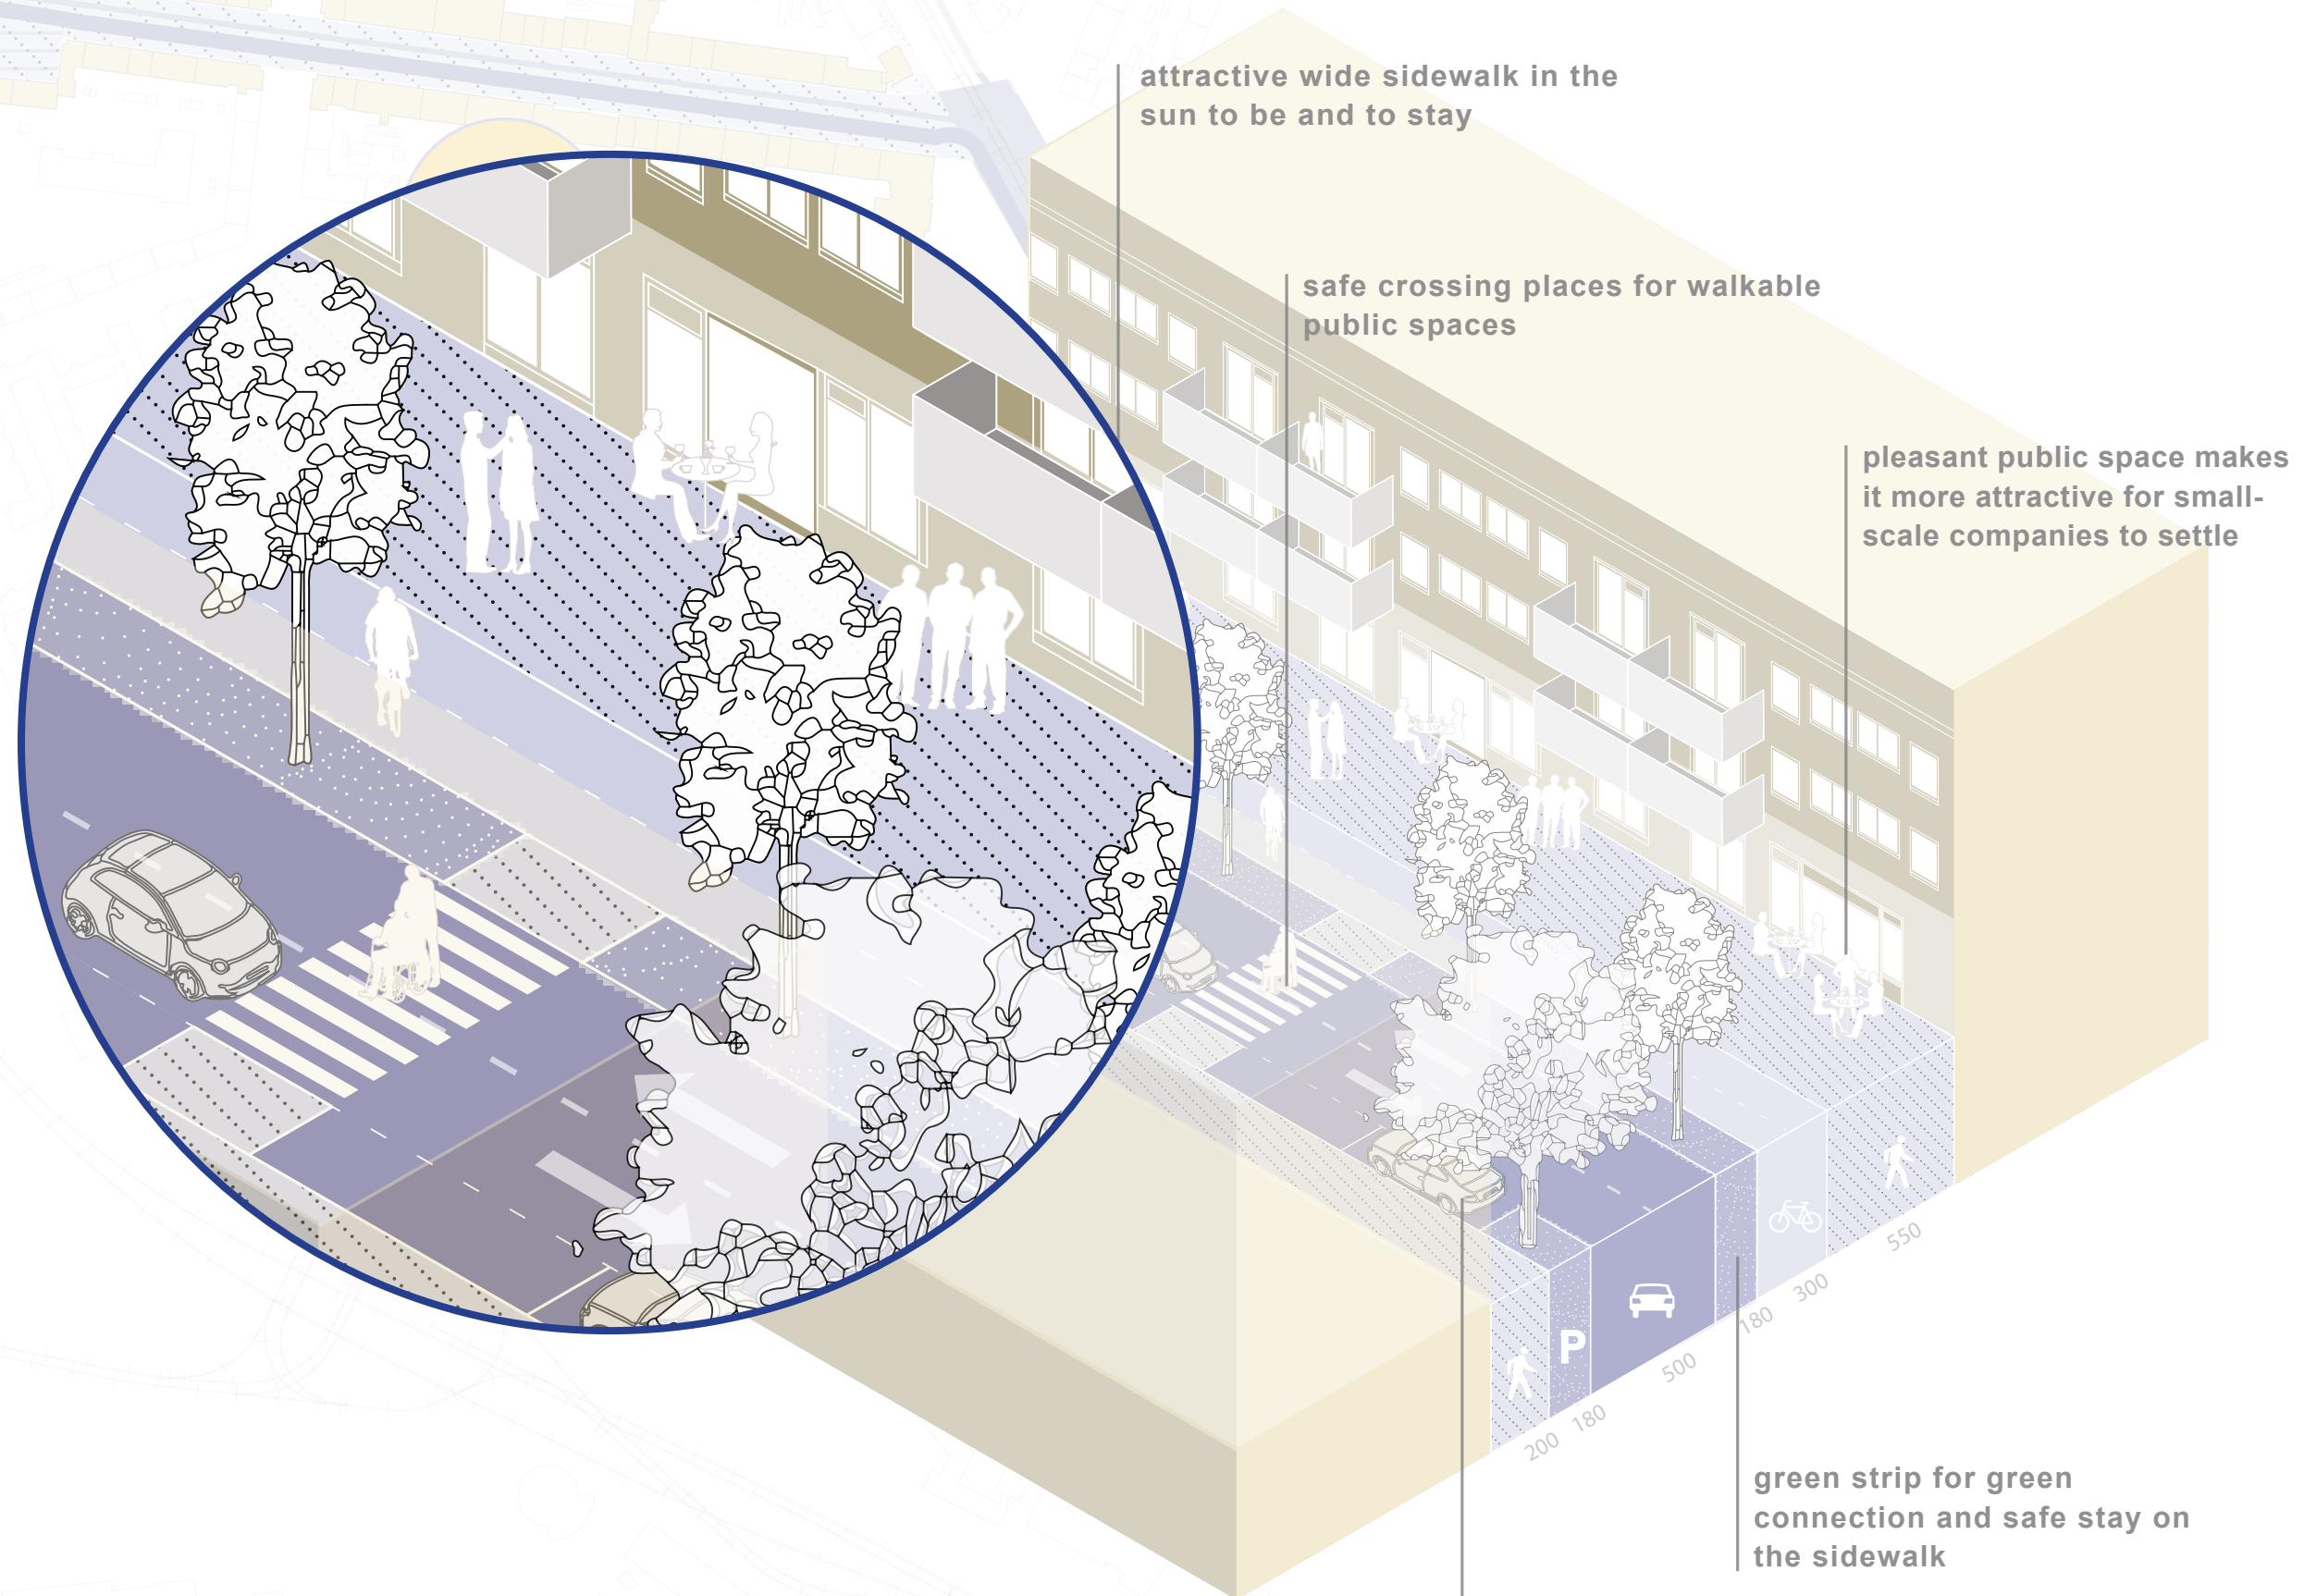 attractive wide sidewalk in the
sun to be and to stay
safe crossing places for walkable
public spaces
pleasant public space makes
it more attractive for small-
scale companies to settle
550
300
180
500
180
200
P
green strip for green
connection and safe stay on
the sidewalk